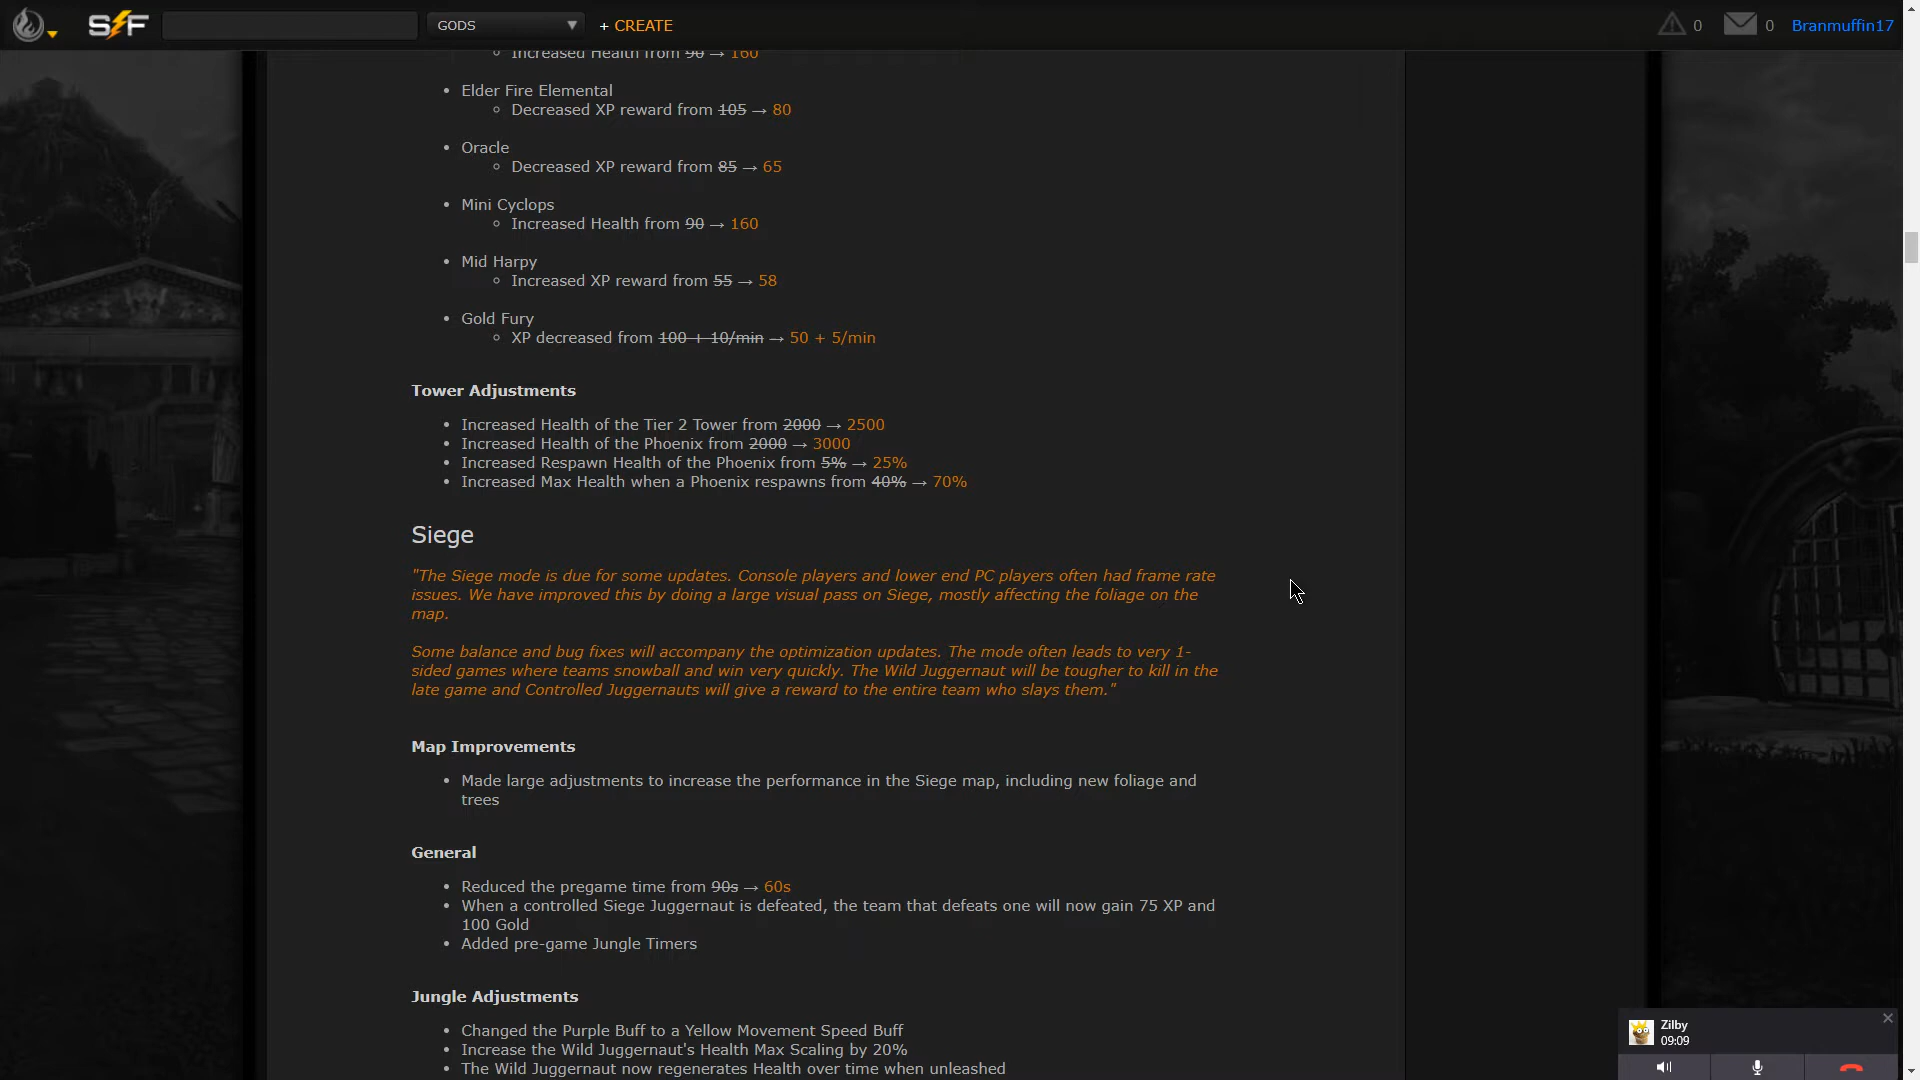 SF
GODS
+ CREATE
0
0
Branmuffin17
Increased Health from 90 → 160
Elder Fire Elemental
Decreased XP reward from 105 → 80
Oracle
Decreased XP reward from 85 → 65
Mini Cyclops
Increased Health from 90 → 160
Mid Harpy
Increased XP reward from 55 → 58
Gold Fury
XP decreased from 100 + 10/min → 50 + 5/min
Tower Adjustments
Increased Health of the Tier 2 Tower from 2000 → 2500
Increased Health of the Phoenix from 2000 → 3000
Increased Respawn Health of the Phoenix from 5% → 25%
Increased Max Health when a Phoenix respawns from 40% → 70%
Siege
"The Siege mode is due for some updates. Console players and lower end PC players often had frame rate
issues. We have improved this by doing a large visual pass on Siege, mostly affecting the foliage on the
map.
Some balance and bug fixes will accompany the optimization updates. The mode often leads to very 1-
sided games where teams snowball and win very quickly. The Wild Juggernaut will be tougher to kill in the
late game and Controlled Juggernauts will give a reward to the entire team who slays them."
Map Improvements
Made large adjustments to increase the performance in the Siege map, including new foliage and
trees
General
Reduced the pregame time from 90s → 60s
When a controlled Siege Juggernaut is defeated, the team that defeats one will now gain 75 XP and
100 Gold
Added pre-game Jungle Timers
Jungle Adjustments
Changed the Purple Buff to a Yellow Movement Speed Buff
Increase the Wild Juggernaut's Health Max Scaling by 20%
The Wild Juggernaut now regenerates Health over time when unleashed
Zilby
09:09